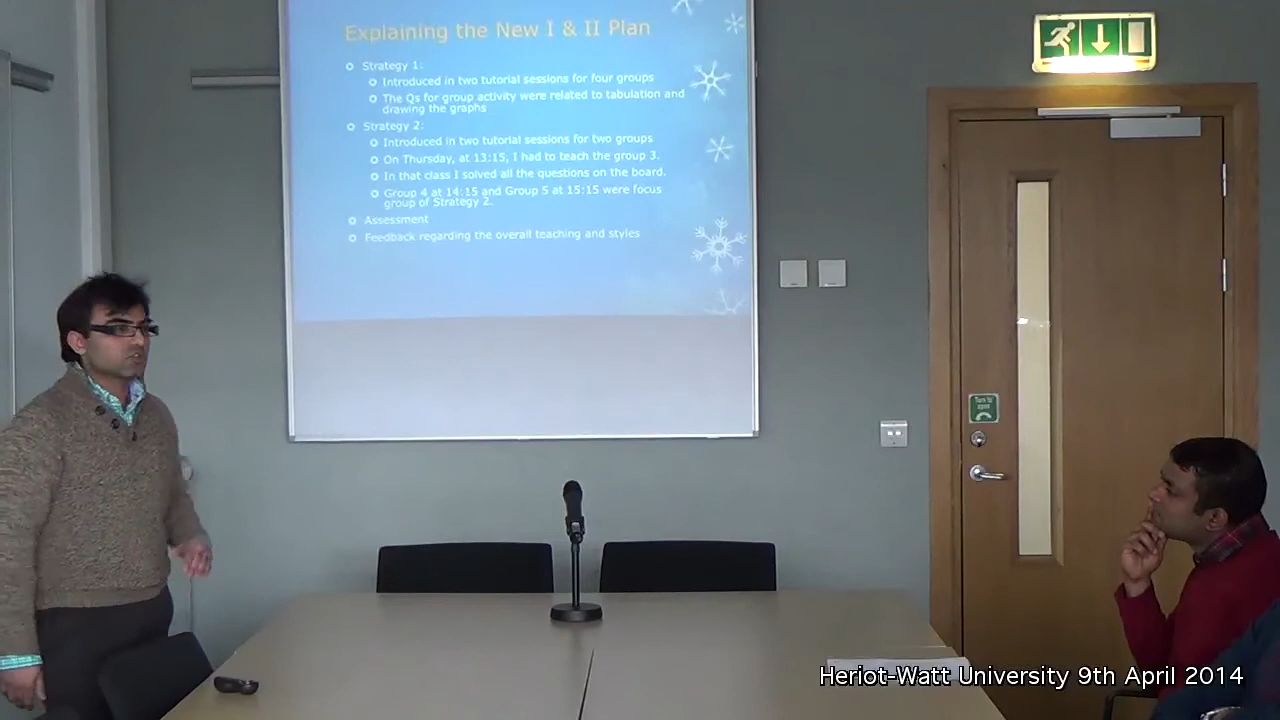 Explaining the New I & II Plan
Strategy 1:
Introduced in two tutorial sessions for four groups
The Qs for group activity were related to tabulation and
drawing the graphs
Strategy 2:
Introduced in two tutorial sessions for two groups
On Thursday, at 13:15, I had to teach the group 3.
In that class I solved all the questions on the board.
Group 4 at 14:15 and Group 5 at 15:15 were focus
group of Strategy 2.
Assessment
Feedback regarding the overall teaching and styles
Turn to
open
Heriot-Watt University 9th April 2014